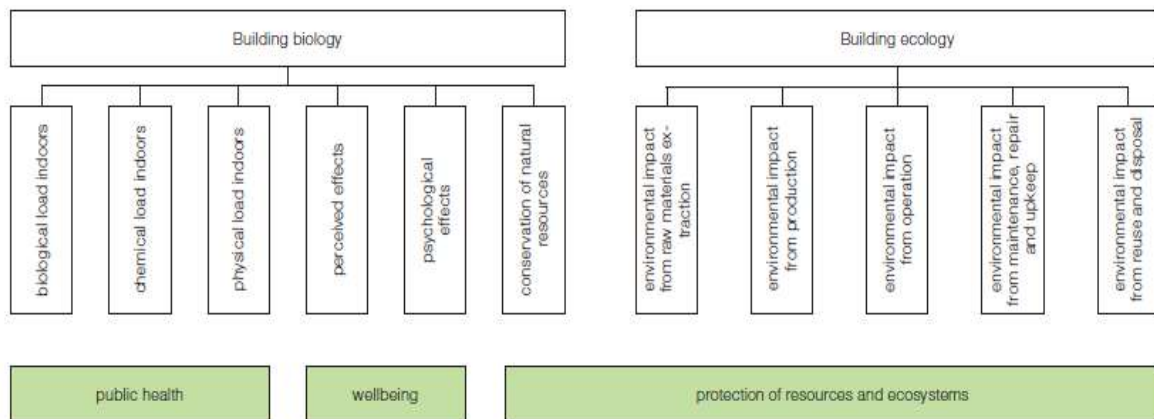 Building biology
Building ecology
biological load indoors
chemical load indoors
physical load indoors
perceived effects
psychological
effects
conservation of natural
resources
environmental impact
from raw materials ex-
traction
environmental impact
from production
environmental impact
from operation
environmental impact
from maintenance, repair
and upkeep
environmental impact
from reuse and disposal
public health
wellbeing
protection of resources and ecosystems